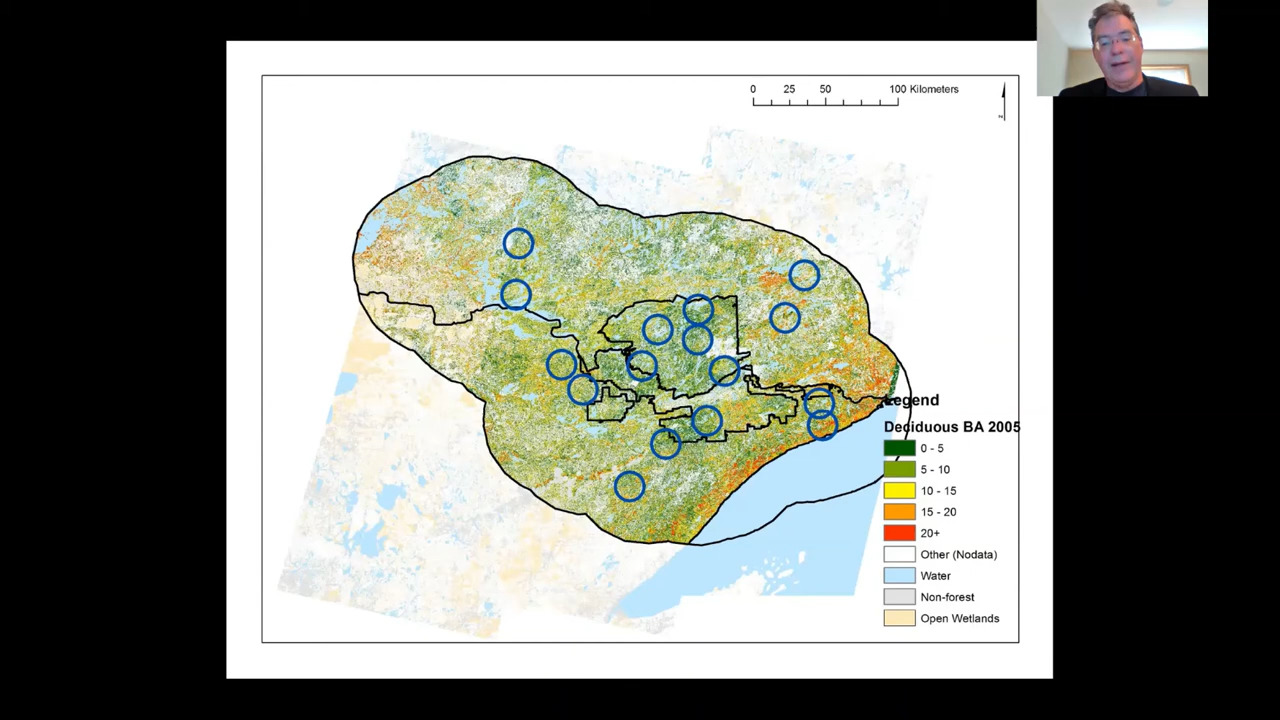 0 25 50 100 Kilometers
N
Legend
Deciduous BA 2005
0 - 5
5 - 10
10 - 15
15 - 20
20+
Other (Nodata)
Water
Non-forest
Open Wetlands